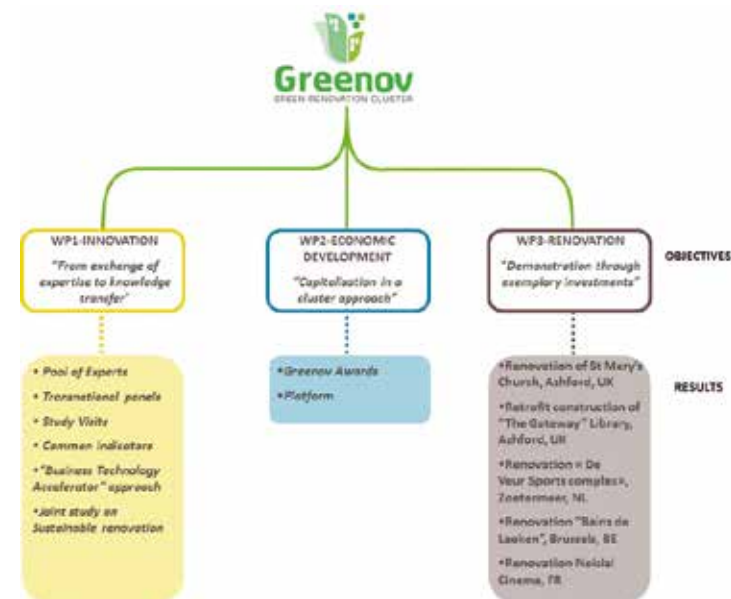 Greenov
GREEN RENOVATION CLUSTER
WP1-INNOVATION
"From exchange of
expertise to knowledge
transfer"
WP2-ECONOMIC
DEVELOPMENT
"Capitalisation in a
cluster approach"
WP3-RENOVATION
"Demonstration through
exemplary investments"
OBJECTIVES
• Pool of Experts
• Transnational panels
• Study Visits
• Common indicators
• "Business Technology
Accelerator" approach
•Joint study on
Sustainable renovation
•Greenov Awards
•Platform
•Renovation of St Mary's
Church, Ashford, UK
•Retrofit construction of
"The Gateway" Library,
Ashford, UK
•Renovation « De
Veur Sports complex»,
Zoetermeer, NL
•Renovation "Bains de
Laeken", Brussels, BE
•Renovation
Cinema, FR
RESULTS